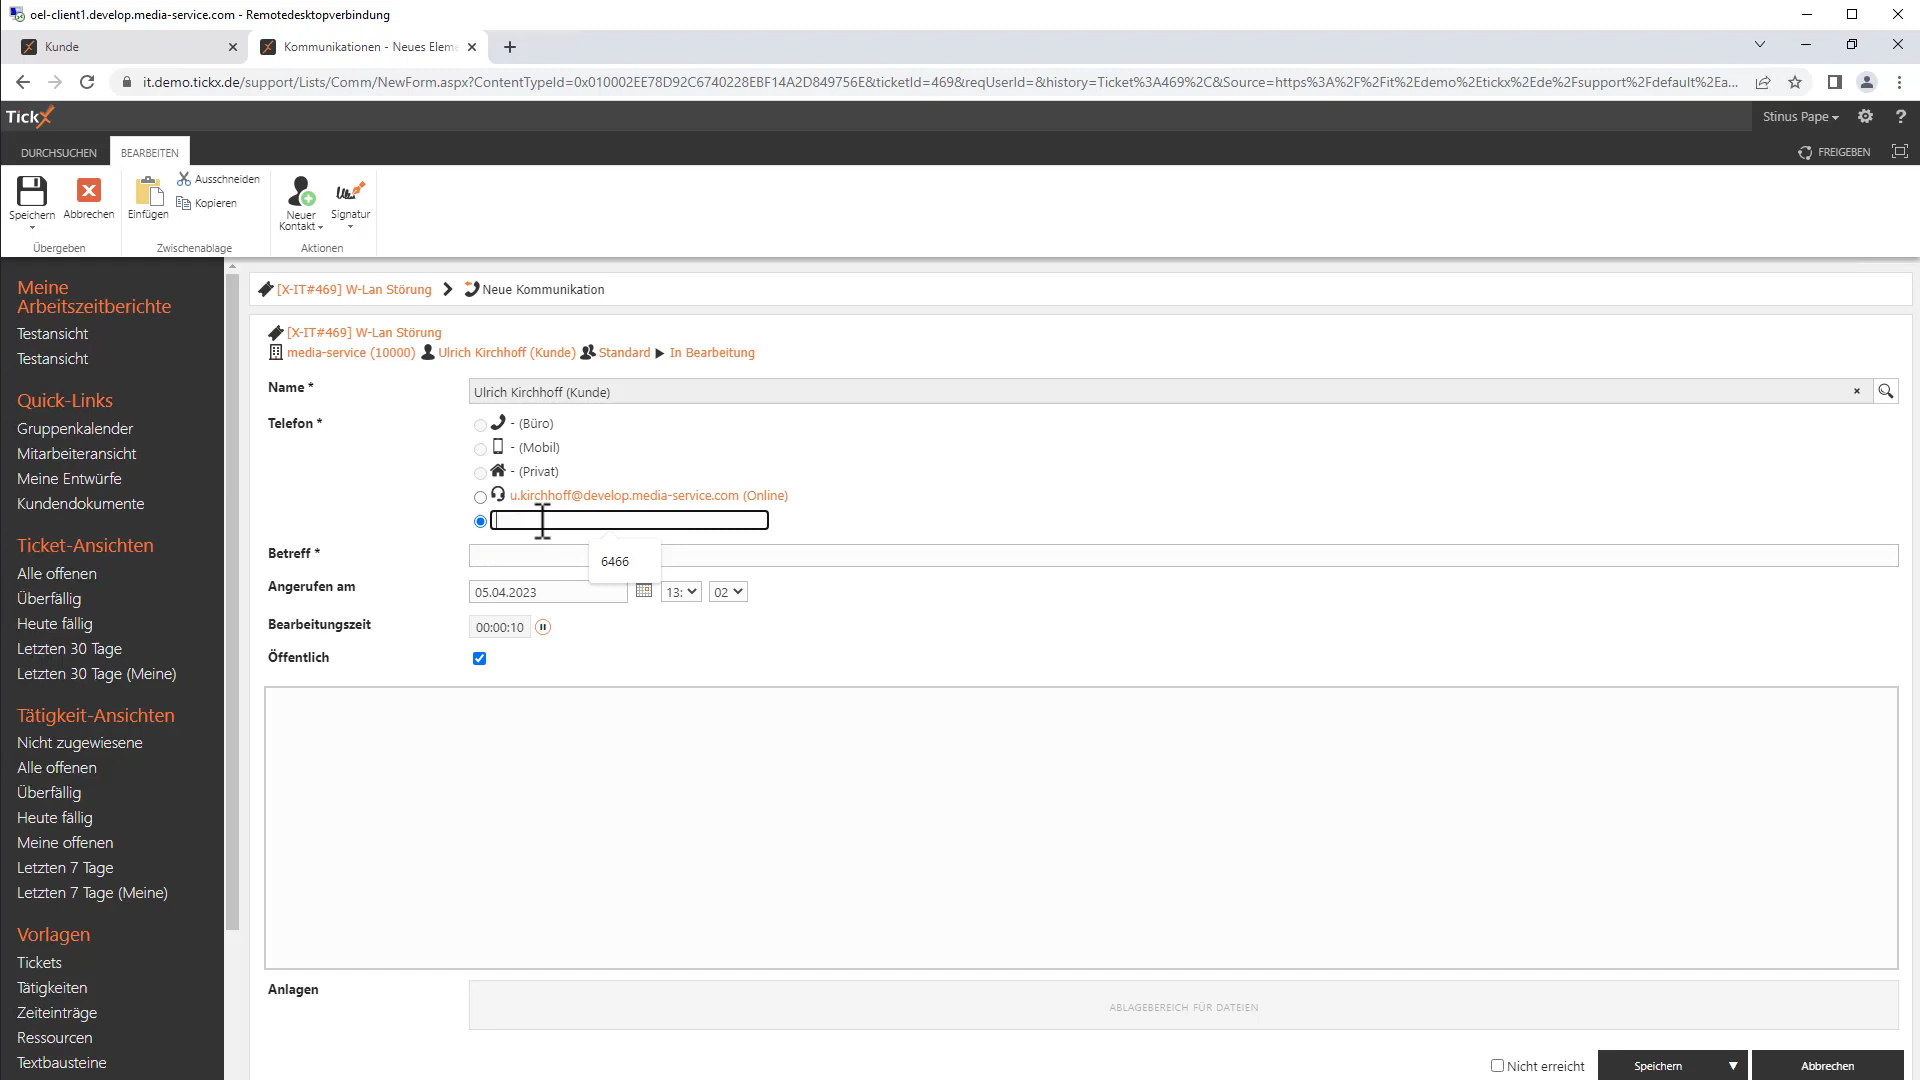 oel-client1.develop.media-service.com - Remotedesktopverbindung
Kunde
Kommunikationen - Neues Eleme
it.demo.tickx.de/support/Lists/Comm/NewForm.aspx?ContentTypeId=0x010002EE78D92C6740228EBF14A2D849756E&ticketId=469&reqUserId=&history=Ticket%3A469%2C&Source=https%3A%2F%2Fit%2Edemo%2Etickx%2Ede%2Fsupport%2Fdefault%2Ea...
TickX
Stinus Pape
?
DURCHSUCHEN
BEARBEITEN
FREIGEBEN
Speichern
Abbrechen
Übergeben
Einfügen
Ausschneiden
Kopieren
Zwischenablage
Neuer
Kontakt
Signatur
Aktionen
Meine
Arbeitszeitberichte
Testansicht
Testansicht
Quick-Links
Gruppenkalender
Mitarbeiteransicht
Meine Entwürfe
Kundendokumente
Ticket-Ansichten
Alle offenen
Überfällig
Heute fällig
Letzten 30 Tage
Letzten 30 Tage (Meine)
Tätigkeit-Ansichten
Nicht zugewiesene
Alle offenen
Überfällig
Heute fällig
Meine offenen
Letzten 7 Tage
Letzten 7 Tage (Meine)
Vorlagen
Tickets
Tätigkeiten
Zeiteinträge
Ressourcen
Textbausteine
[X-IT#469] W-Lan Störung
Neue Kommunikation
[X-IT#469] W-Lan Störung
media-service (10000) Ulrich Kirchhoff (Kunde) Standard In Bearbeitung
Name *
Ulrich Kirchhoff (Kunde)
Telefon *
- (Büro)
- (Mobil)
- (Privat)
u.kirchhoff@develop.media-service.com (Online)
6466
Betreff *
Angerufen am
05.04.2023
13:
02
Bearbeitungszeit
00:00:10
Öffentlich
Anlagen
ABLAGEBEREICH FÜR DATEIEN
Nicht erreicht
Speichern
Abbrechen